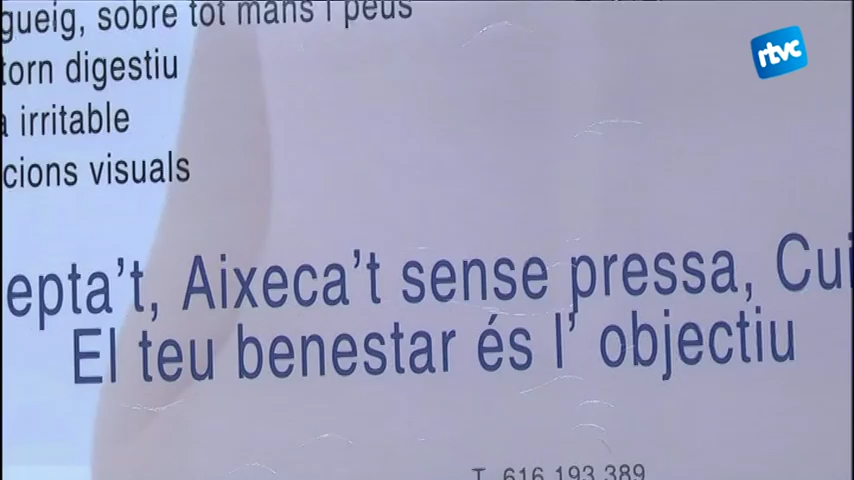 gueig, sobre tot mans i peus
rtvc
torn digestiu
a irritable
cions visuals
epta't, Aixeca't sense pressa, Cui
El teu benestar és l' objectiu
T. 616 193 389